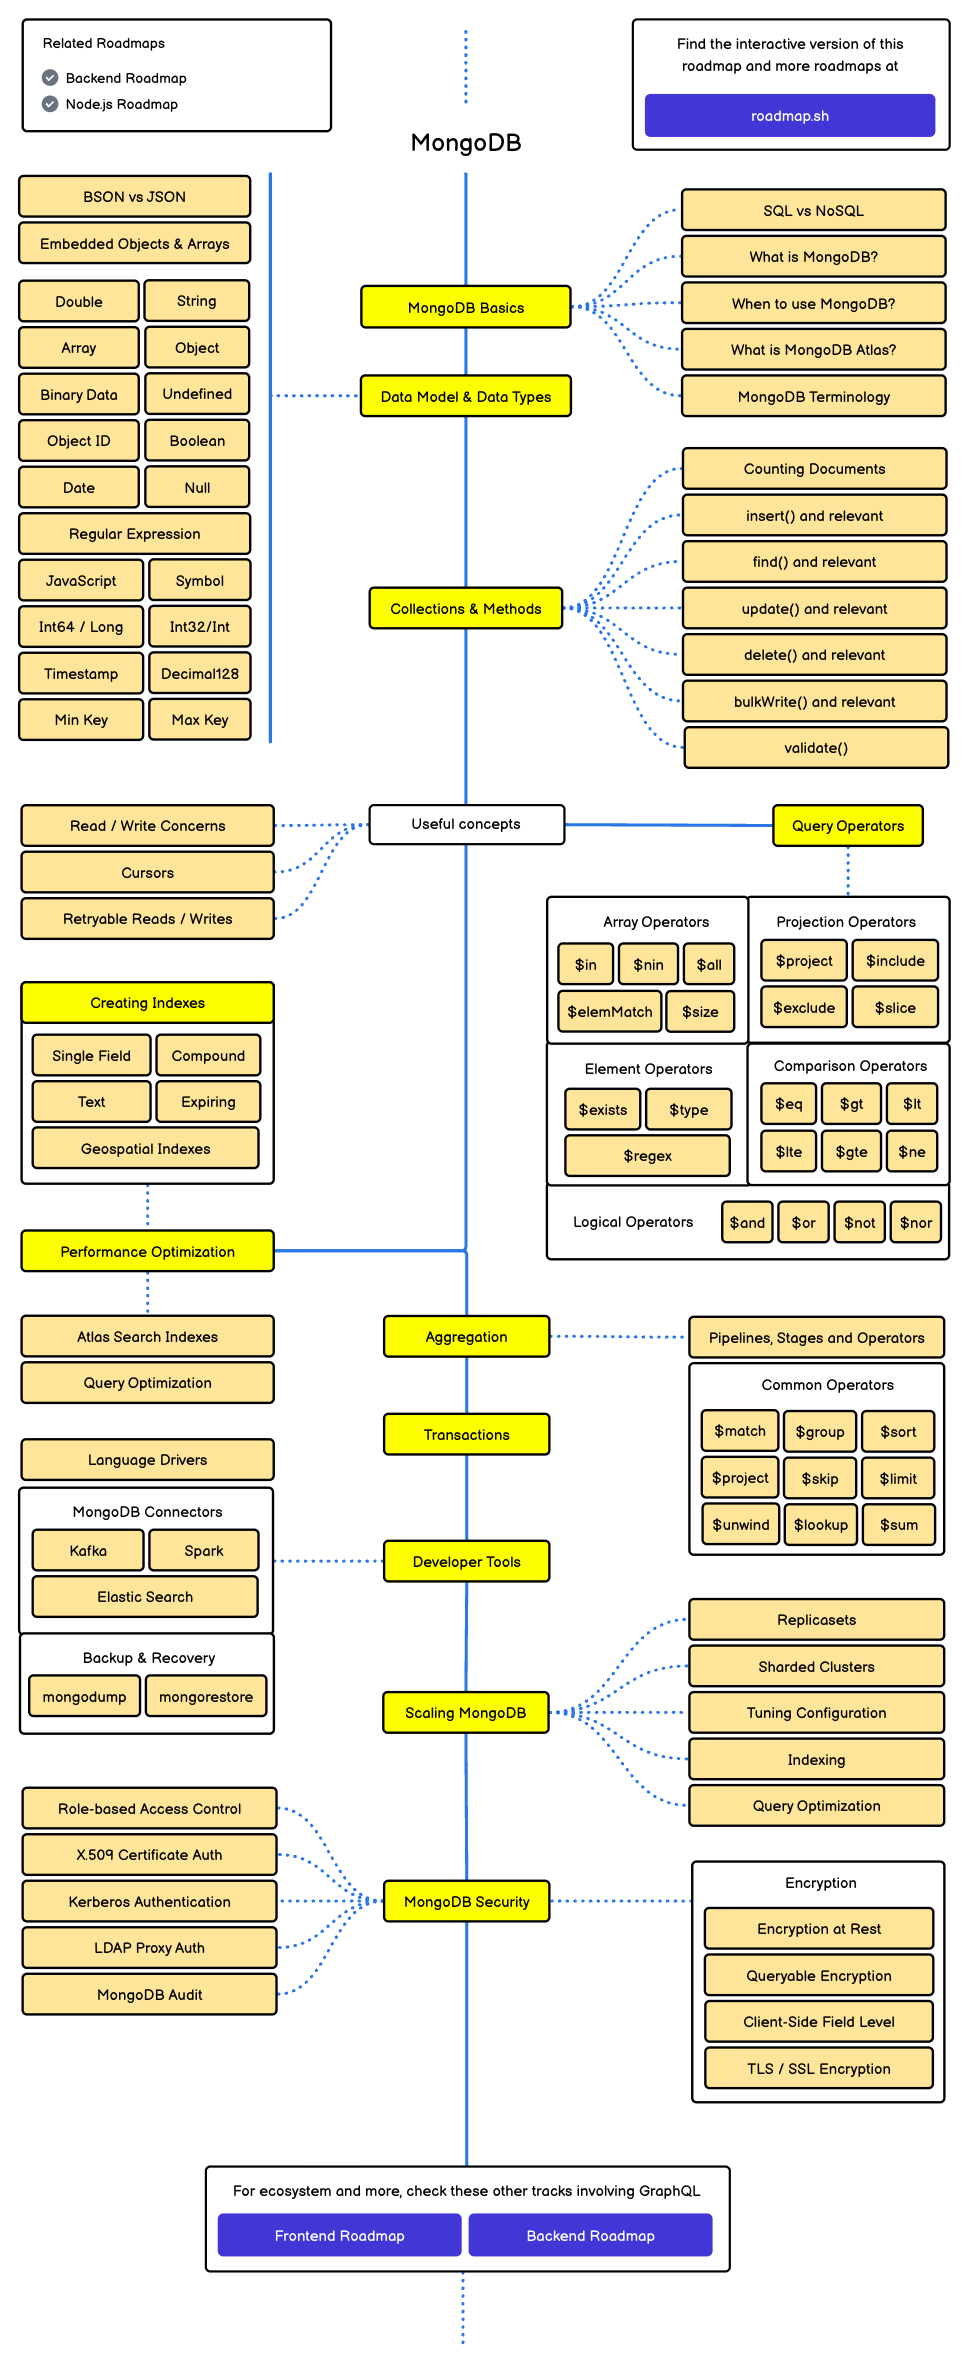 Related Roadmaps
Backend Roadmap
Node.js Roadmap
Find the interactive version of this
roadmap and more roadmaps at
roadmap.sh
MongoDB
BSON vs JSON
Embedded Objects & Arrays
Double
String
Array
Object
Binary Data
Undefined
Object ID
Boolean
Date
Null
Regular Expression
JavaScript
Symbol
Int64 / Long
Int32/Int
Timestamp
Decimal128
Min Key
Max Key
MongoDB Basics
Data Model & Data Types
SQL vs NoSQL
What is MongoDB?
When to use MongoDB?
What is MongoDB Atlas?
MongoDB Terminology
Collections & Methods
Counting Documents
insert() and relevant
find() and relevant
update() and relevant
delete() and relevant
bulkWrite() and relevant
validate()
Read / Write Concerns
Cursors
Retryable Reads / Writes
Useful concepts
Query Operators
Array Operators
$in
$nin
$all
$elemMatch
$size
Projection Operators
$project
$include
$exclude
$slice
Element Operators
$exists
$type
$regex
Comparison Operators
$eq
$gt
$lt
$lte
$gte
$ne
Logical Operators
$and
$or
$not
$nor
Creating Indexes
Single Field
Compound
Text
Expiring
Geospatial Indexes
Performance Optimization
Atlas Search Indexes
Query Optimization
Aggregation
Pipelines, Stages and Operators
Common Operators
$match
$group
$sort
$project
$skip
$limit
$unwind
$lookup
$sum
Transactions
Language Drivers
MongoDB Connectors
Kafka
Spark
Elastic Search
Backup & Recovery
mongodump
mongorestore
Developer Tools
Scaling MongoDB
Replicasets
Sharded Clusters
Tuning Configuration
Indexing
Query Optimization
Role-based Access Control
X.509 Certificate Auth
Kerberos Authentication
LDAP Proxy Auth
MongoDB Audit
MongoDB Security
Encryption
Encryption at Rest
Queryable Encryption
Client-Side Field Level
TLS / SSL Encryption
For ecosystem and more, check these other tracks involving GraphQL
Frontend Roadmap
Backend Roadmap